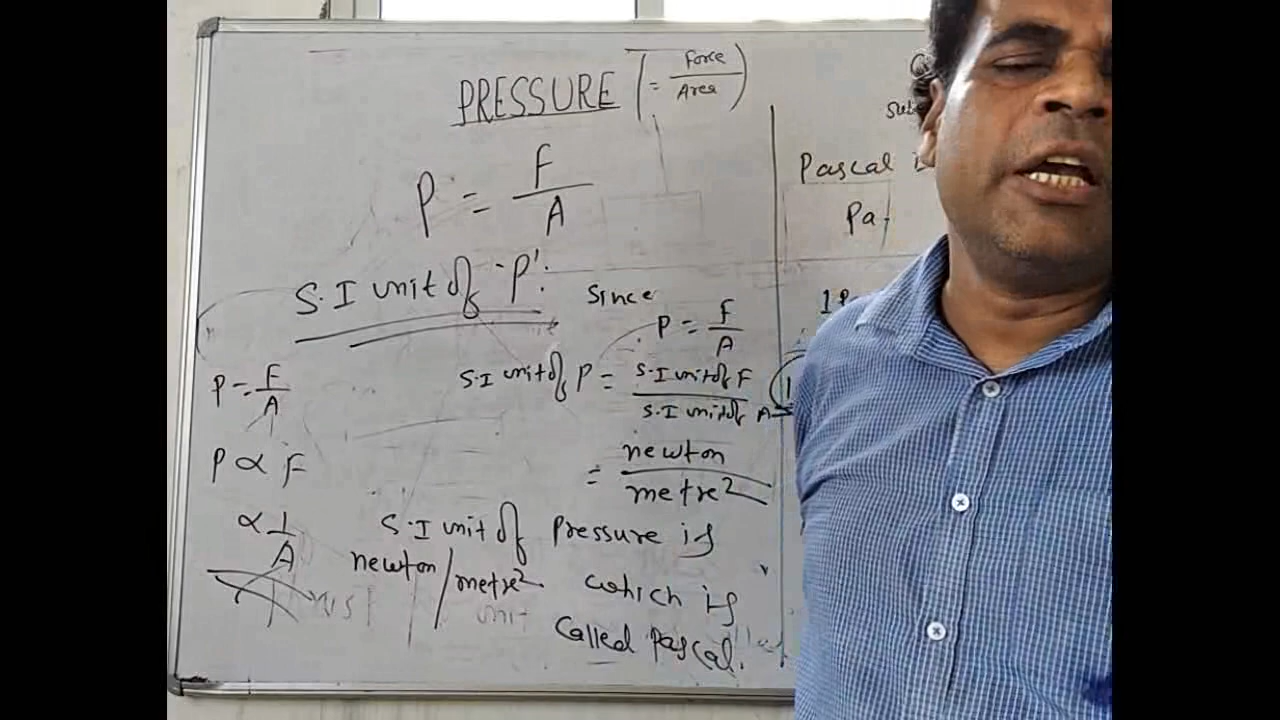 PRESSURE (= Force / Area)
P = F / A
S.I unit of 'P':
Since
P = F / A
S.I unit of P = S.I unit of F / S.I unit of A
= newton / metre²
P = F / A
P ∝ F
∝ 1 / A
S.I unit of Pressure is
newton/metre² which is
called Pascal.
Pascal
Pa